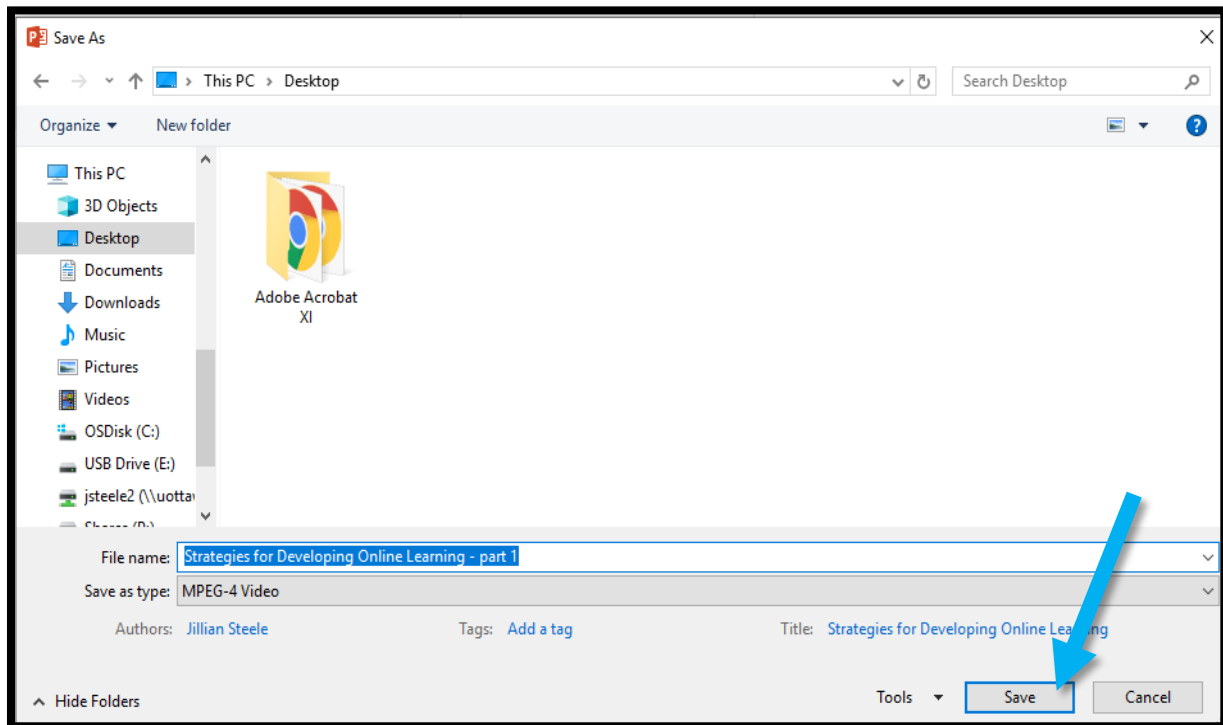 Save As
This PC > Desktop
Search Desktop
Organize
New folder
This PC
3D Objects
Desktop
Documents
Downloads
Music
Pictures
Videos
OSDisk (C:)
USB Drive (E:)
jsteele2 (\\uotta
Adobe Acrobat
XI
File name: Strategies for Developing Online Learning - part 1
Save as type: MPEG-4 Video
Authors: Jillian Steele Tags: Add a tag Title: Strategies for Developing Online Learning
Hide Folders
Tools Save Cancel